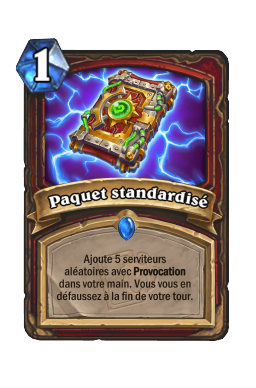 1
Paquet standardisé
Ajoute 5 serviteurs
aléatoires avec Provocation
dans votre main. Vous vous en
défaussez à la fin de votre tour.